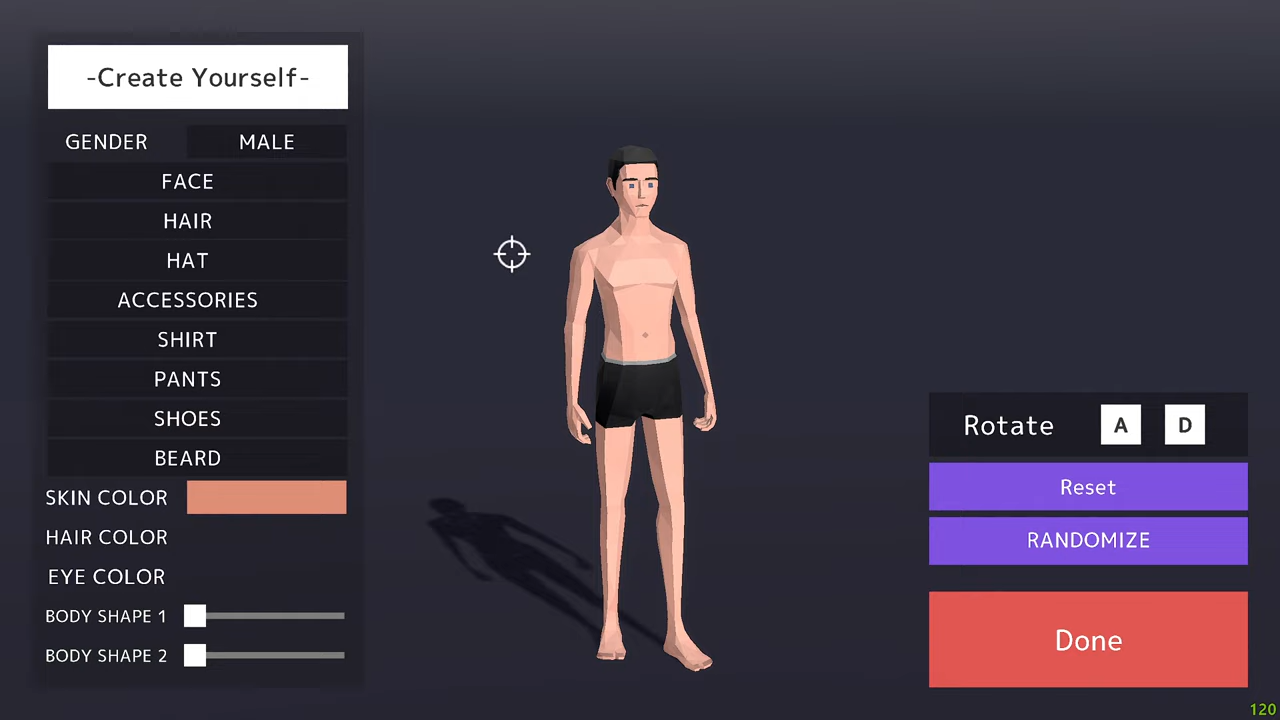 -Create Yourself-
GENDER MALE
FACE
HAIR
HAT
ACCESSORIES
SHIRT
PANTS
SHOES
BEARD
SKIN COLOR
HAIR COLOR
EYE COLOR
BODY SHAPE 1
BODY SHAPE 2
Rotate A D
Reset
RANDOMIZE
Done
120